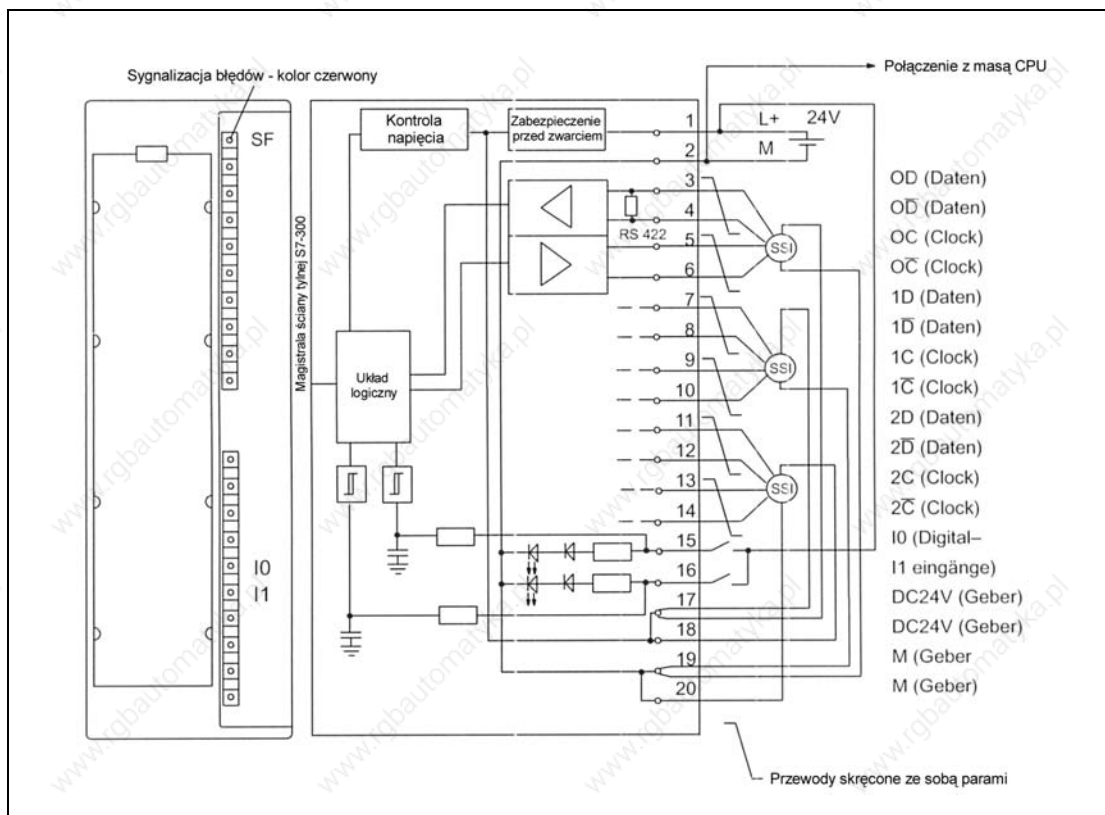 Sygnalizacja błędów - kolor czerwony
Połączenie z masą CPU
SF
I0
I1
Magistrala ściany tylnej S7-300
Kontrola
napięcia
Zabezpieczenie
przed zwarciem
Układ
logiczny
RS 422
1
2
3
4
5
6
7
8
9
10
11
12
13
14
15
16
17
18
19
20
L+
M
24V
SSI
SSI
SSI
OD (Daten)
OD̅ (Daten)
OC (Clock)
OC̅ (Clock)
1D (Daten)
1D̅ (Daten)
1C (Clock)
1C̅ (Clock)
2D (Daten)
2D̅ (Daten)
2C (Clock)
2C̅ (Clock)
I0 (Digital–
I1 eingänge)
DC24V (Geber)
DC24V (Geber)
M (Geber
M (Geber)
Przewody skręcone ze sobą parami
www.rgbautomatyka.pl